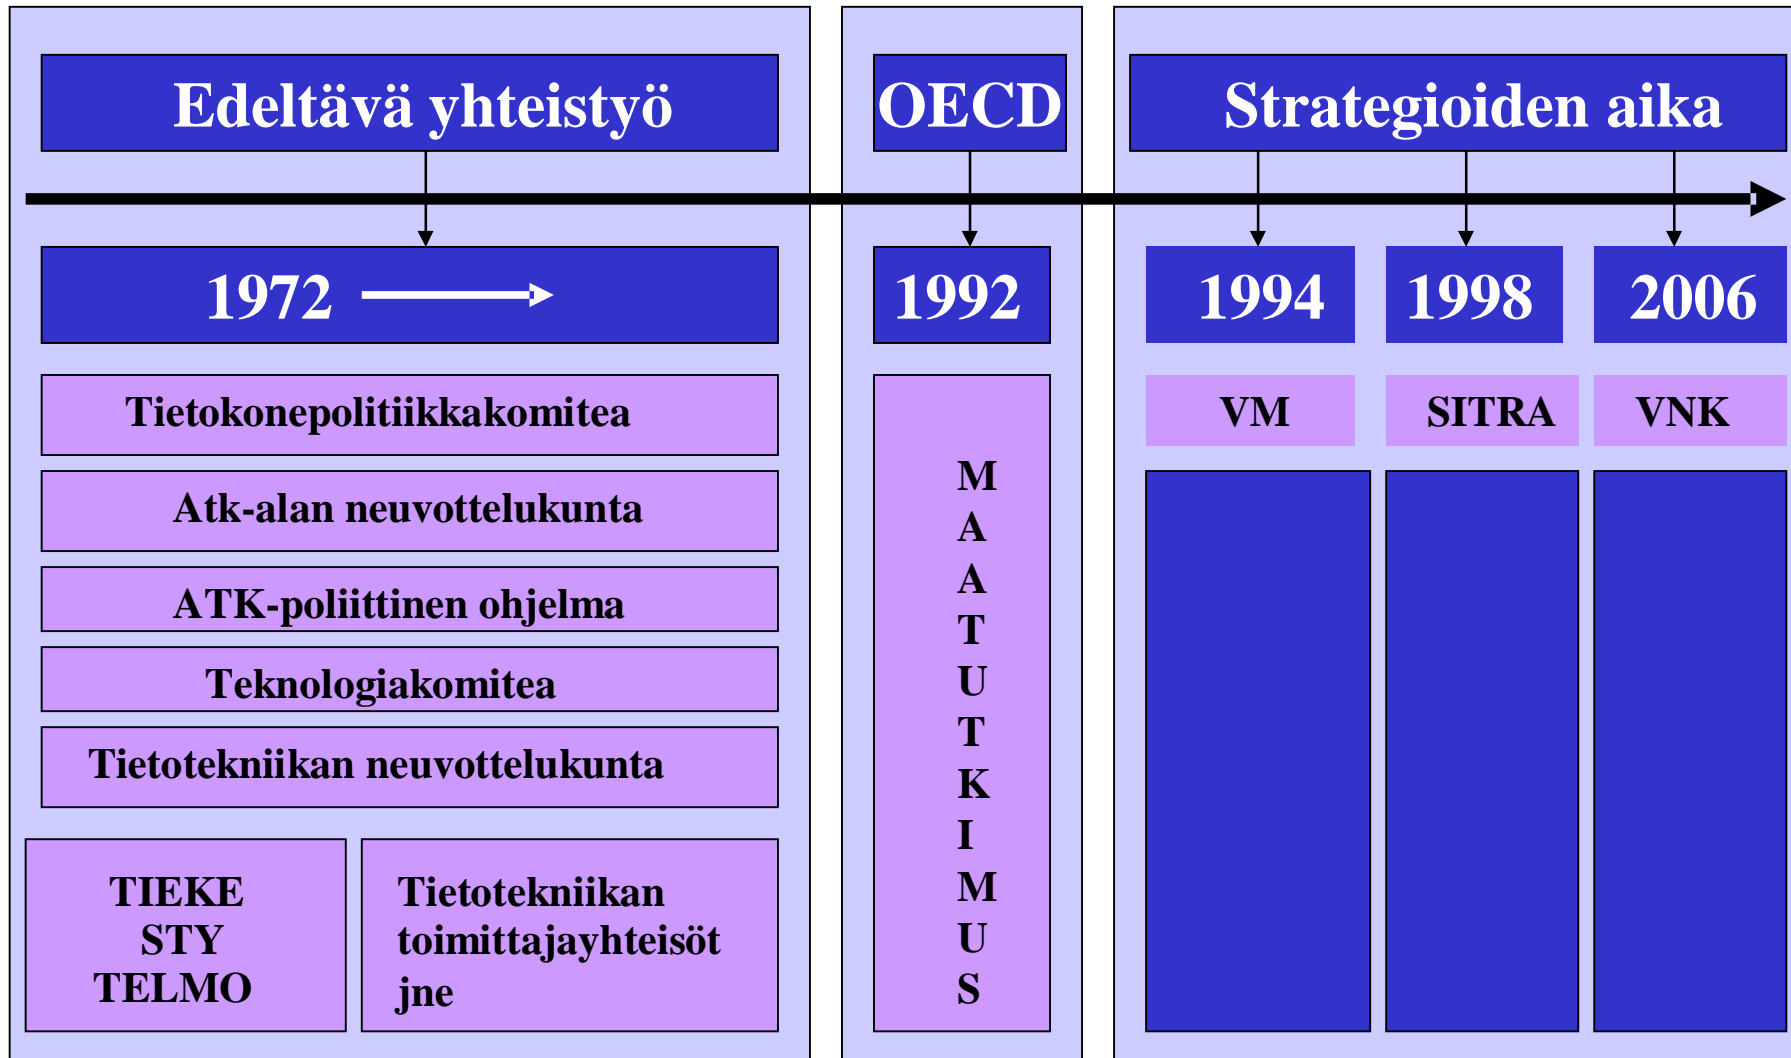 Edeltävä yhteistyö
1972
Tietokonepolitiikkakomitea
Atk-alan neuvottelukunta
ATK-poliittinen ohjelma
Teknologiakomitea
Tietotekniikan neuvottelukunta
TIEKE
STY
TELMO
Tietotekniikan
toimittajayhteisöt
jne
OECD
1992
M
A
A
T
U
T
K
I
M
U
S
Strategioiden aika
1994
VM
1998
SITRA
2006
VNK